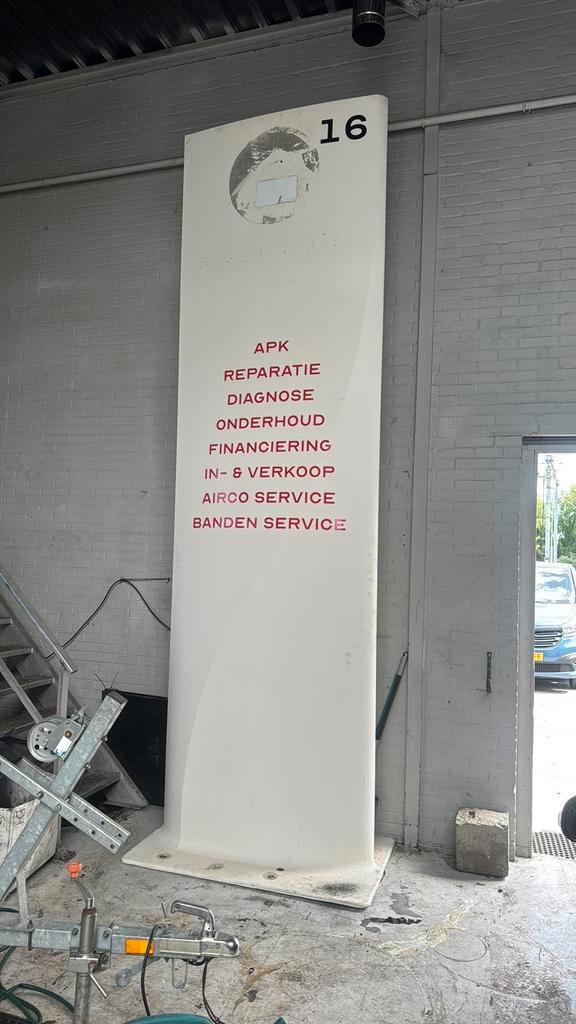 16
APK
REPARATIE
DIAGNOSE
ONDERHOUD
FINANCIERING
IN- & VERKOOP
AIRCO SERVICE
BANDEN SERVICE